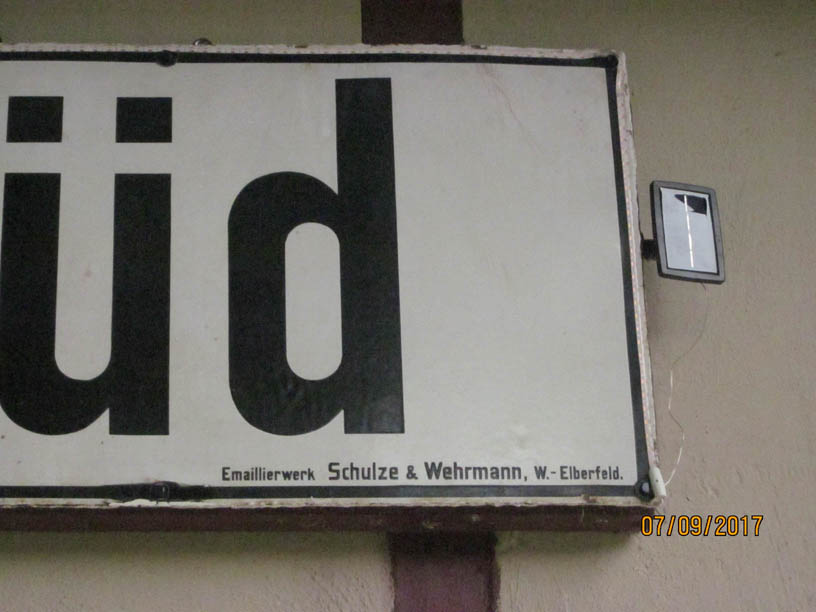 üd
Emaillierwerk Schulze & Wehrmann, W.-Elberfeld.
07/09/2017